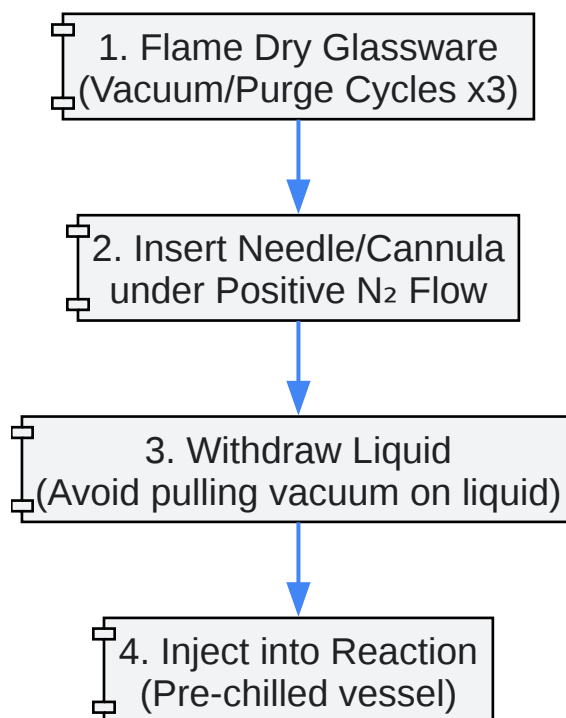 1. Flame Dry Glassware
(Vacuum/Purge Cycles x3)
2. Insert Needle/Cannula
under Positive N₂ Flow
3. Withdraw Liquid
(Avoid pulling vacuum on liquid)
4. Inject into Reaction
(Pre-chilled vessel)